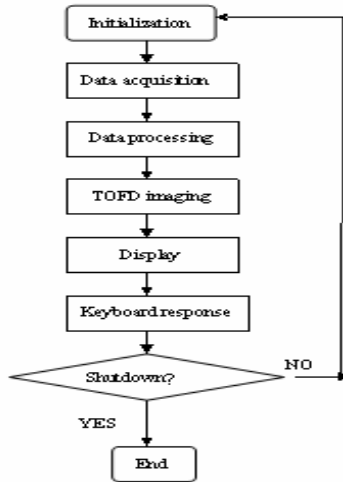 Initialization
Data acquisition
Data processing
TOFD imaging
Display
Keyboard response
Shutdown?
NO
YES
End